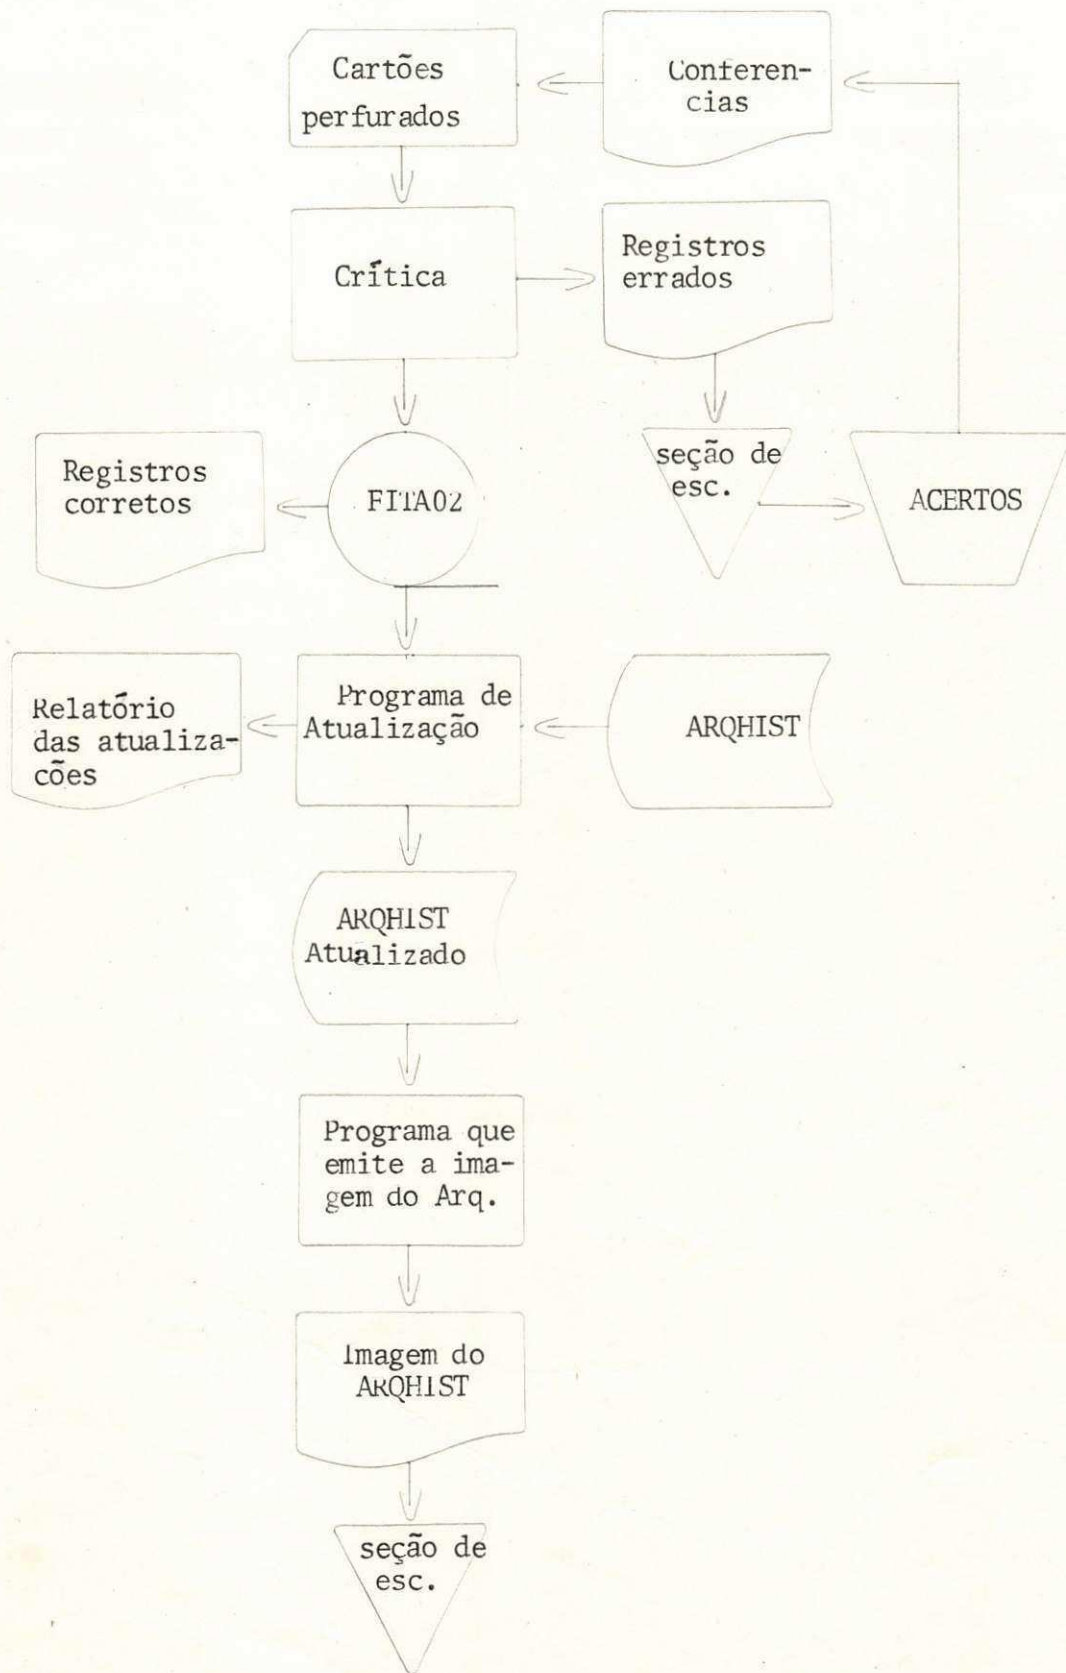 Cartões
perfurados
Conferen-
cias
Crítica
Registros
errados
Registros
corretos
FITA02
seção de
esc.
ACERTOS
Relatório
das atualiza-
cões
Programa de
Atualização
ARQHIST
ARQHIST
Atualizado
Programa que
emite a ima-
gem do Arq.
Imagem do
ARQHIST
seção de
esc.